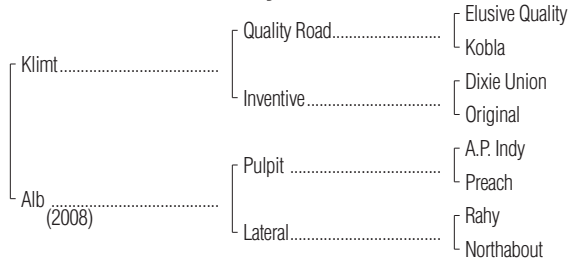 Elusive Quality
Quality Road
Kobla
Klimt
Dixie Union
Inventive
Original
A.P. Indy
Pulpit
Preach
Alb
(2008)
Rahy
Lateral
Northabout